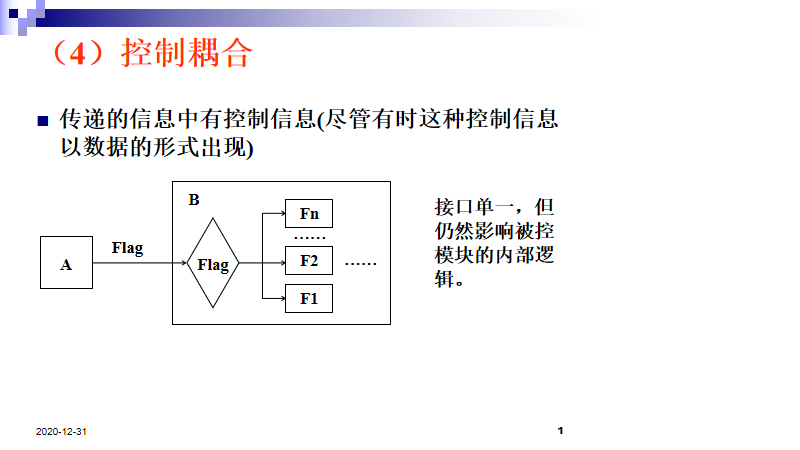 （4）控制耦合
传递的信息中有控制信息(尽管有时这种控制信息
以数据的形式出现)
B
Fn
……
A
Flag
Flag
F2
……
F1
接口单一，但
仍然影响被控
模块的内部逻
辑。
2020-12-31
1